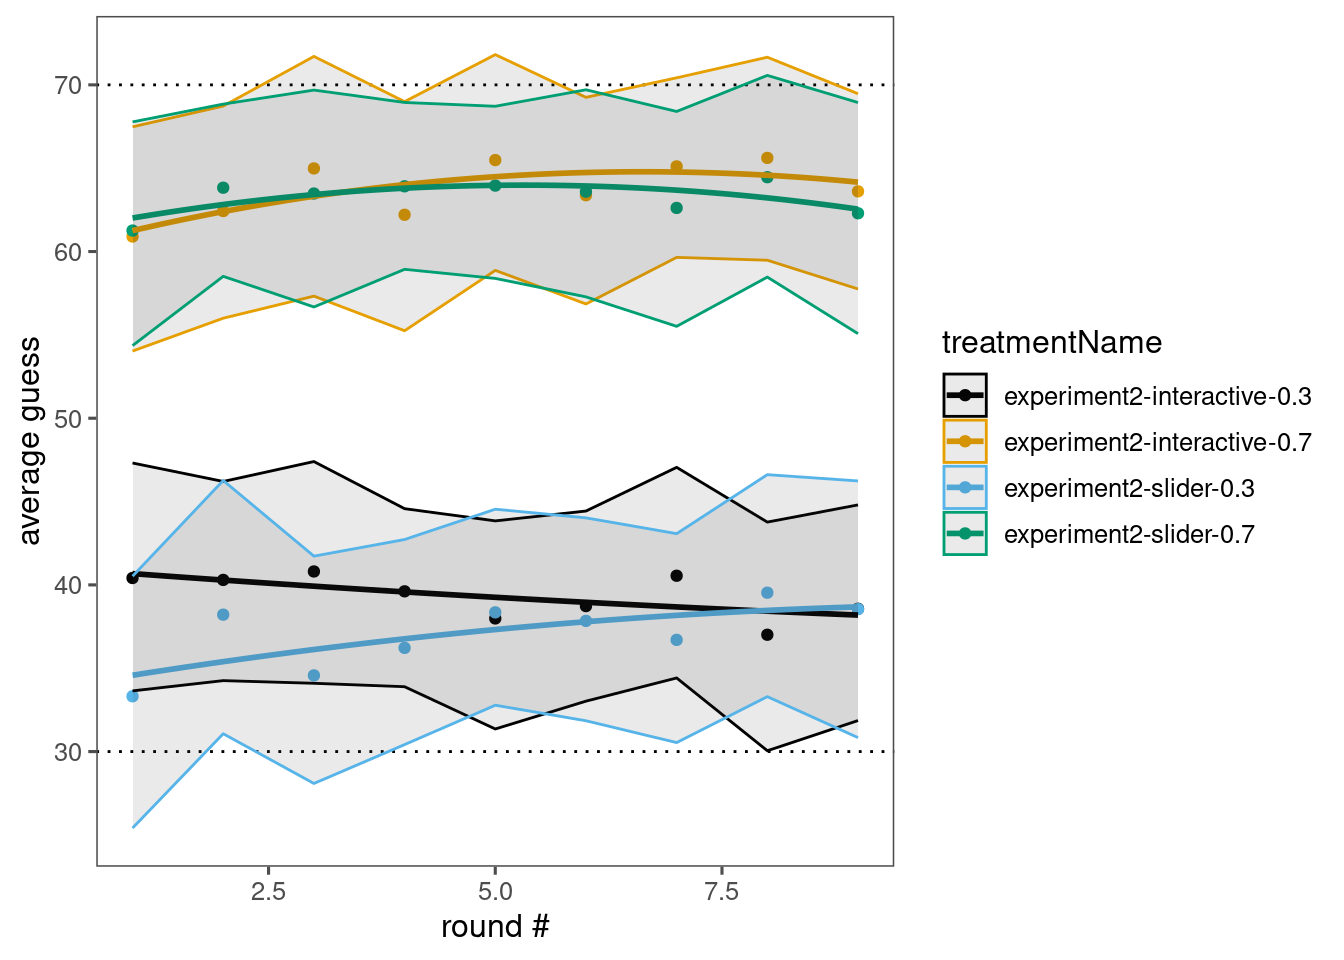 70
60
50
40
30
average guess
2.5
5.0
7.5
round #
treatmentName
experiment2-interactive-0.3
experiment2-interactive-0.7
experiment2-slider-0.3
experiment2-slider-0.7